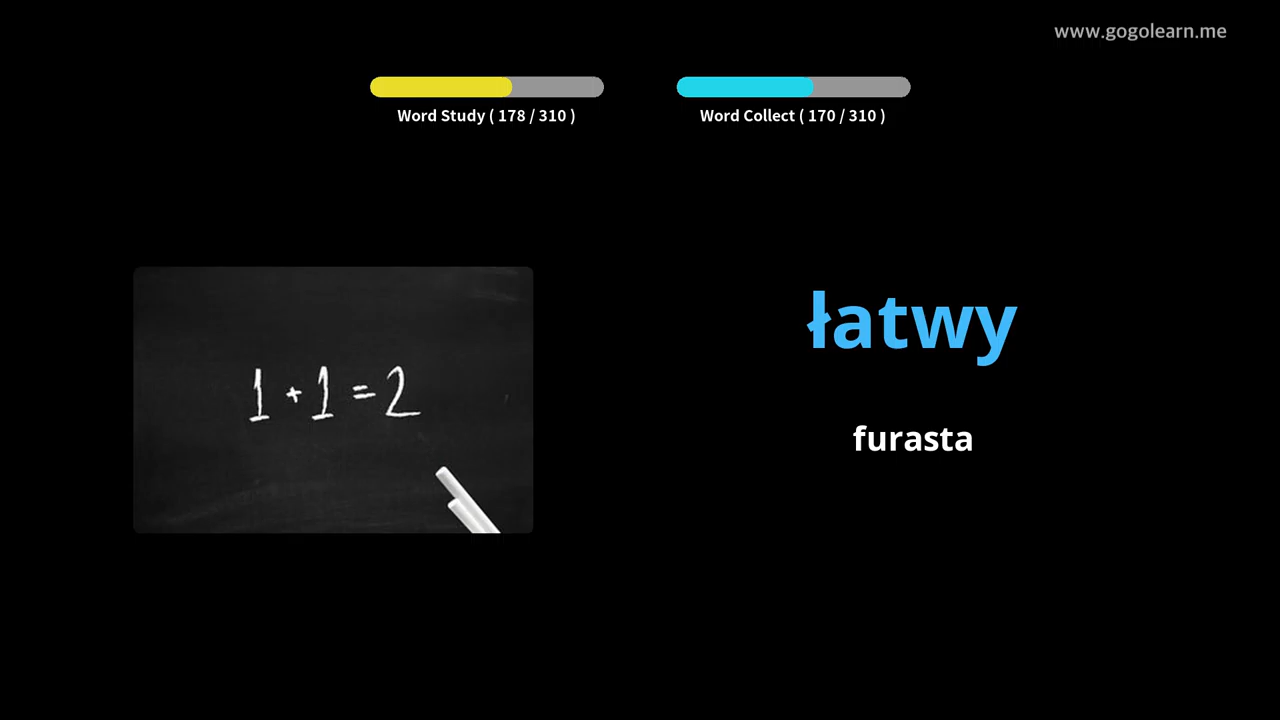 www.gogolearn.me
Word Study ( 178 / 310 )
Word Collect ( 170 / 310 )
1 + 1 = 2
łatwy
furasta